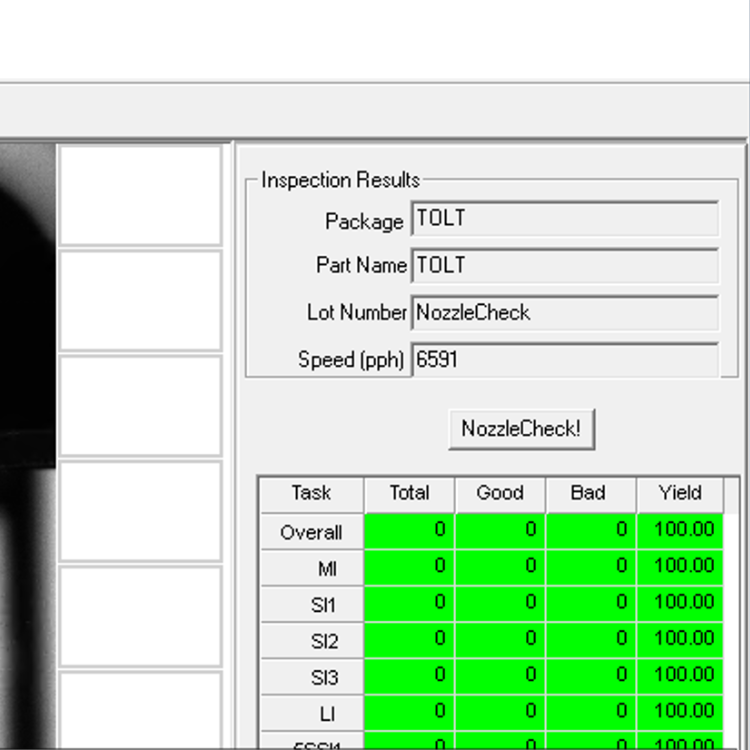 Inspection Results
Package TOLT
Part Name TOLT
Lot Number NozzleCheck
Speed (pph) 6591
NozzleCheck!
Task Total Good Bad Yield
Overall 0 0 0 100.00
MI 0 0 0 100.00
SI1 0 0 0 100.00
SI2 0 0 0 100.00
SI3 0 0 0 100.00
LI 0 0 0 100.00
0 0 0 100.00